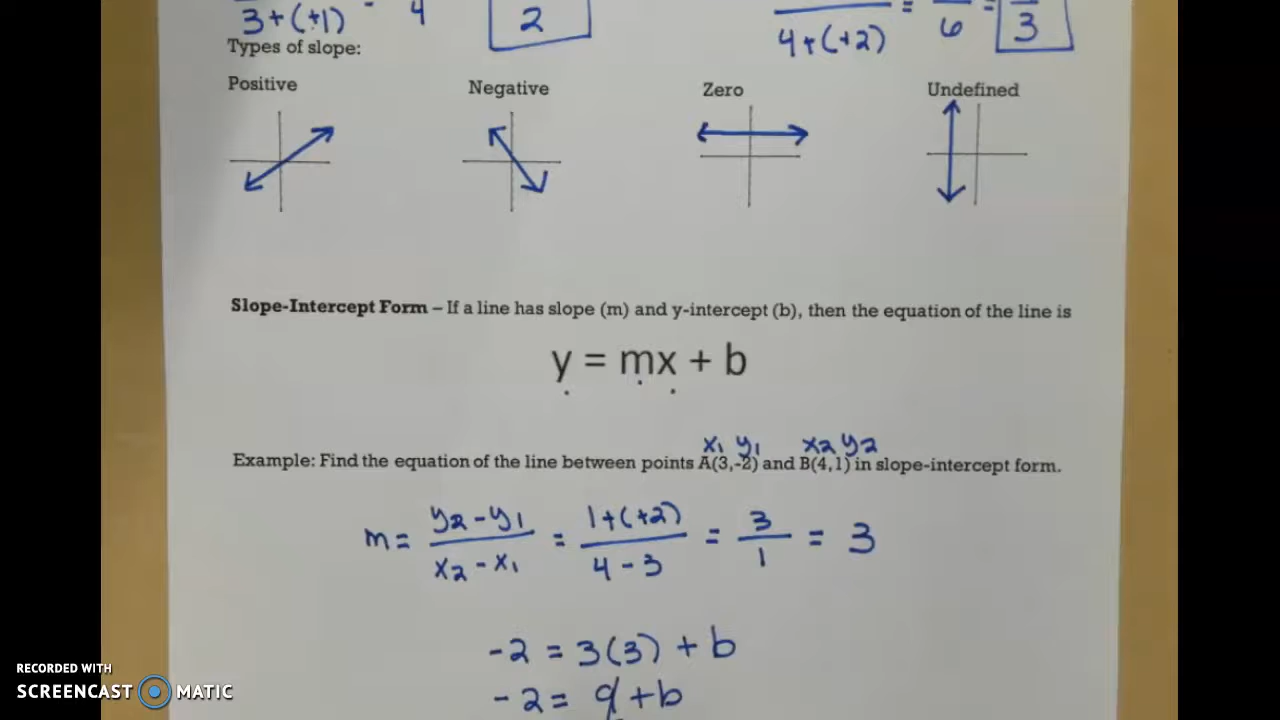 3+(+1) = 4 2
4+(+2) = 6 = 3
Types of slope:
Positive Negative Zero Undefined
Slope-Intercept Form – If a line has slope (m) and y-intercept (b), then the equation of the line is
y = mx + b
x1 y1 x2 y2
Example: Find the equation of the line between points A(3,-2) and B(4,1) in slope-intercept form.
m = y2 - y1 / x2 - x1 = 1+(+2) / 4 - 3 = 3 / 1 = 3
-2 = 3(3) + b
-2 = 9 + b
RECORDED WITH
SCREENCAST MATIC